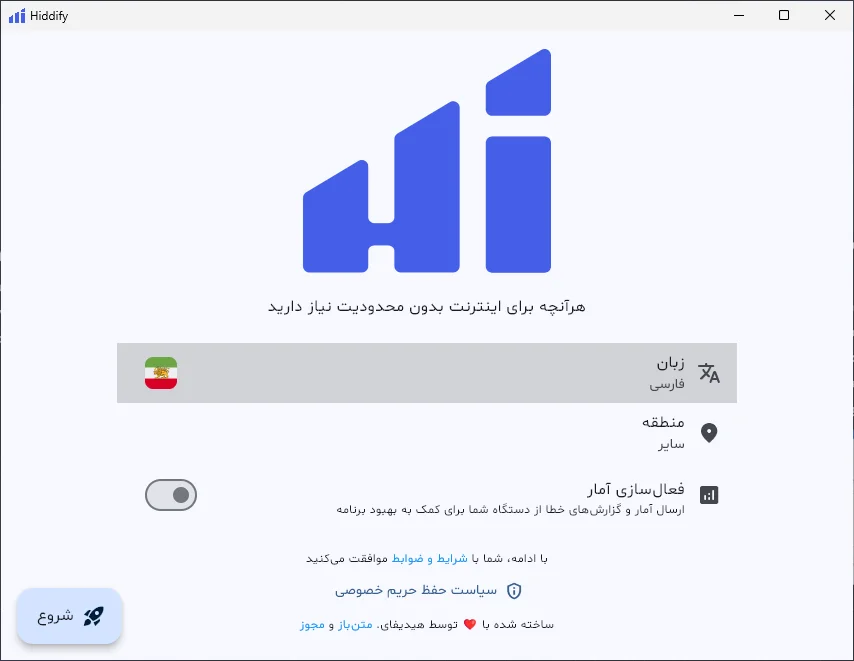 Hiddify
هرآنچه برای اینترنت بدون محدودیت نیاز دارید
زبان
فارسی
منطقه
سایر
فعال‌سازی آمار
ارسال آمار و گزارش‌های خطا از دستگاه شما برای کمک به بهبود برنامه
با ادامه، شما با شرایط و ضوابط موافقت می‌کنید
سیاست حفظ حریم خصوصی
ساخته شده با ❤️ توسط هیدیفای. متن‌باز و مجوز
شروع